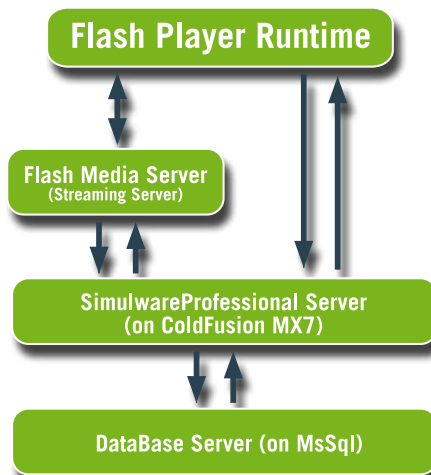 Flash Player Runtime
Flash Media Server
(Streaming Server)
SimulwareProfessional Server
(on ColdFusion MX7)
DataBase Server (on MsSql)